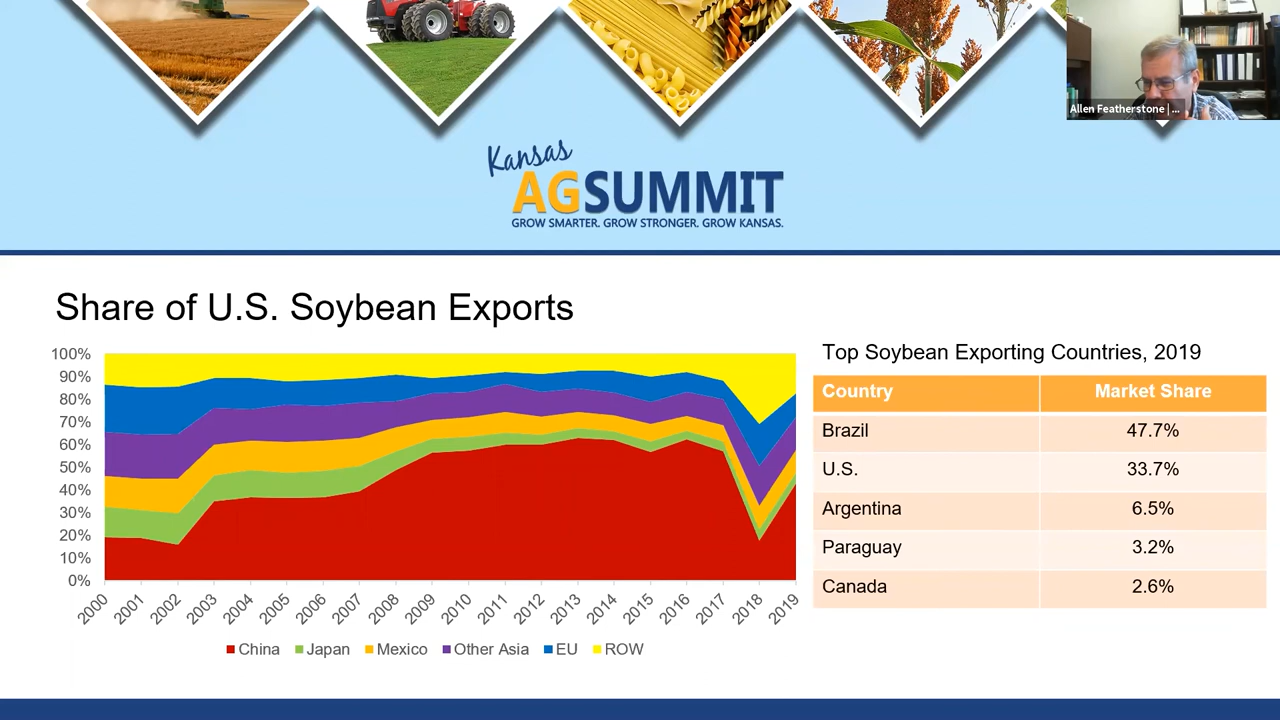 Allen Featherstone | ...
Kansas
AGSUMMIT
GROW SMARTER. GROW STRONGER. GROW KANSAS.
Share of U.S. Soybean Exports
100%
90%
80%
70%
60%
50%
40%
30%
20%
10%
0%
2000 2001 2002 2003 2004 2005 2006 2007 2008 2009 2010 2011 2012 2013 2014 2015 2016 2017 2018 2019
China Japan Mexico Other Asia EU ROW
Top Soybean Exporting Countries, 2019
Country Market Share
Brazil 47.7%
U.S. 33.7%
Argentina 6.5%
Paraguay 3.2%
Canada 2.6%